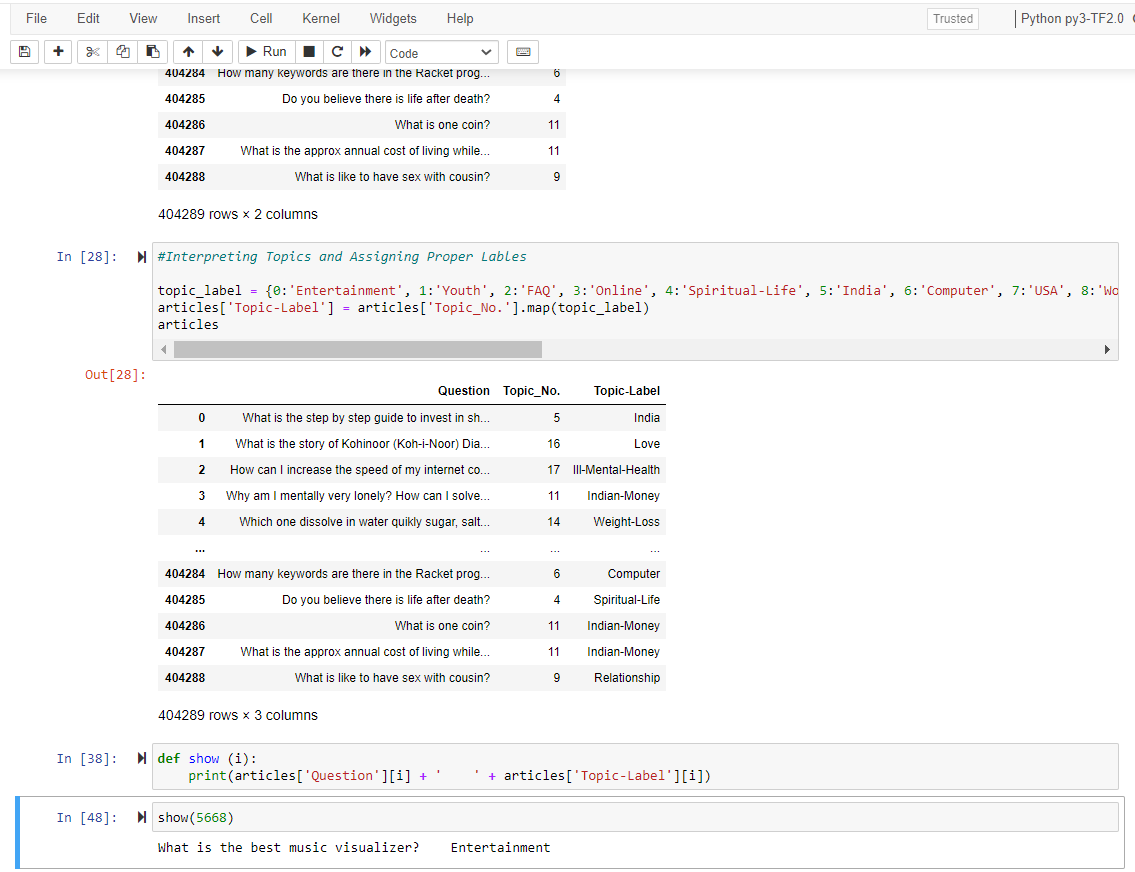 File Edit View Insert Cell Kernel Widgets Help Trusted Python py3-TF2.0
Run Code
404284 How many keywords are there in the Racket prog... 6
404285 Do you believe there is life after death? 4
404286 What is one coin? 11
404287 What is the approx annual cost of living while... 11
404288 What is like to have sex with cousin? 9
404289 rows × 2 columns
In [28]: #Interpreting Topics and Assigning Proper Lables
topic_label = {0:'Entertainment', 1:'Youth', 2:'FAQ', 3:'Online', 4:'Spiritual-Life', 5:'India', 6:'Computer', 7:'USA', 8:'Wo
articles['Topic-Label'] = articles['Topic_No.'].map(topic_label)
articles
Out[28]:
Question Topic_No. Topic-Label
0 What is the step by step guide to invest in sh... 5 India
1 What is the story of Kohinoor (Koh-i-Noor) Dia... 16 Love
2 How can I increase the speed of my internet co... 17 Ill-Mental-Health
3 Why am I mentally very lonely? How can I solve... 11 Indian-Money
4 Which one dissolve in water quikly sugar, salt... 14 Weight-Loss
... ... ... ...
404284 How many keywords are there in the Racket prog... 6 Computer
404285 Do you believe there is life after death? 4 Spiritual-Life
404286 What is one coin? 11 Indian-Money
404287 What is the approx annual cost of living while... 11 Indian-Money
404288 What is like to have sex with cousin? 9 Relationship
404289 rows × 3 columns
In [38]: def show (i):
print(articles['Question'][i] + '    ' + articles['Topic-Label'][i])
In [48]: show(5668)
What is the best music visualizer?    Entertainment